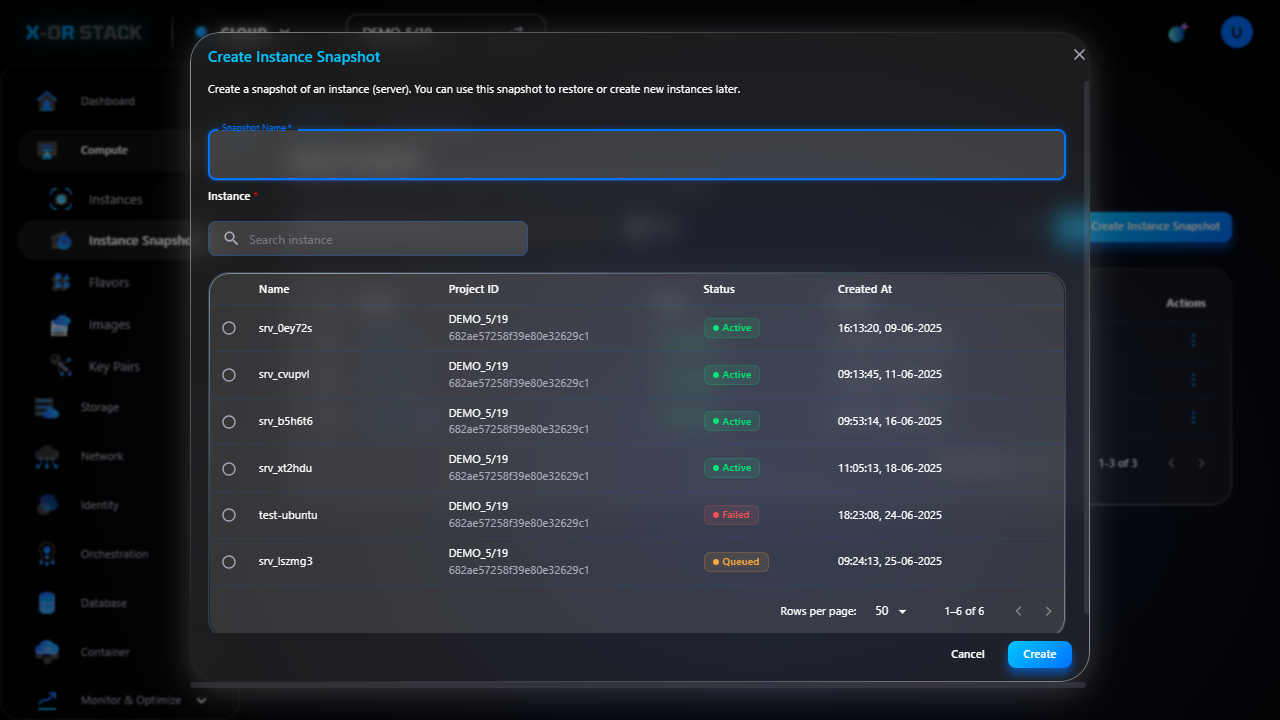 X-OR STACK
CLOUD
DEMO_5/19
U
Dashboard
Compute
Instances
Instance Snapsho
Flavors
Images
Key Pairs
Storage
Network
Identity
Orchestration
Database
Container
Monitor & Optimize
Create Instance Snapshot
Create a snapshot of an instance (server). You can use this snapshot to restore or create new instances later.
Snapshot Name *
Instance *
Search instance
Name Project ID Status Created At
srv_0ey72s DEMO_5/19 682ae57258f39e80e32629c1 Active 16:13:20, 09-06-2025
srv_cvupvl DEMO_5/19 682ae57258f39e80e32629c1 Active 09:13:45, 11-06-2025
srv_b5h6t6 DEMO_5/19 682ae57258f39e80e32629c1 Active 09:53:14, 16-06-2025
srv_xt2hdu DEMO_5/19 682ae57258f39e80e32629c1 Active 11:05:13, 18-06-2025
test-ubuntu DEMO_5/19 682ae57258f39e80e32629c1 Failed 18:23:08, 24-06-2025
srv_lszmg3 DEMO_5/19 682ae57258f39e80e32629c1 Queued 09:24:13, 25-06-2025
Rows per page: 50 1–6 of 6
Cancel Create
Create Instance Snapshot
Actions
1-3 of 3